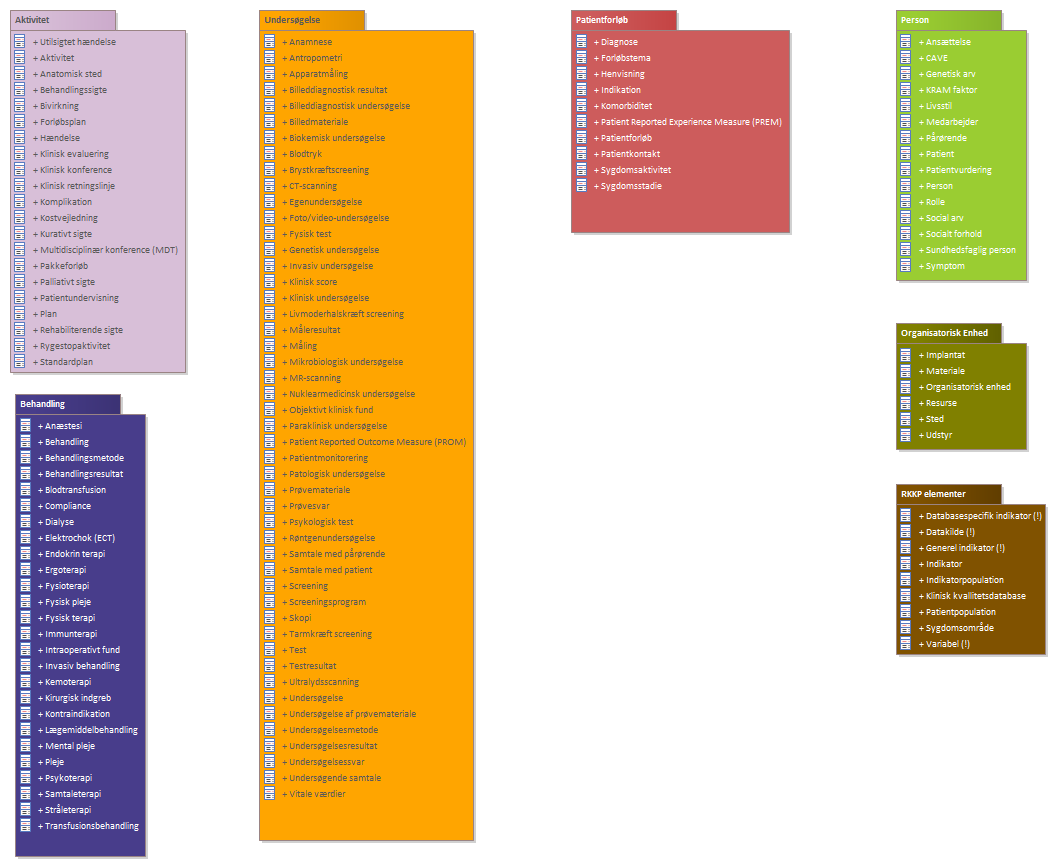 Aktivitet
+ Utilsigtet hændelse
+ Aktivitet
+ Anatomisk sted
+ Behandlingssigte
+ Bivirkning
+ Forløbsplan
+ Hændelse
+ Klinisk evaluering
+ Klinisk konference
+ Klinisk retningslinje
+ Komplikation
+ Kostvejledning
+ Kurativt sigte
+ Multidisciplinær konference (MDT)
+ Pakkeforløb
+ Palliativt sigte
+ Patientundervisning
+ Plan
+ Rehabiliterende sigte
+ Rygestopaktivitet
+ Standardplan
Behandling
+ Anæstesi
+ Behandling
+ Behandlingsmetode
+ Behandlingsresultat
+ Blodtransfusion
+ Compliance
+ Dialyse
+ Elektrochok (ECT)
+ Endokrin terapi
+ Ergoterapi
+ Fysioterapi
+ Fysisk pleje
+ Fysisk terapi
+ Immunterapi
+ Intraoperativt fund
+ Invasiv behandling
+ Kemoterapi
+ Kirurgisk indgreb
+ Kontraindikation
+ Lægemiddelbehandling
+ Mental pleje
+ Pleje
+ Psykoterapi
+ Samtaleterapi
+ Stråleterapi
+ Transfusionsbehandling
Undersøgelse
+ Anamnese
+ Antropometri
+ Apparatmåling
+ Billeddiagnostisk resultat
+ Billeddiagnostisk undersøgelse
+ Billedmateriale
+ Biokemisk undersøgelse
+ Blodtryk
+ Brystkræftscreening
+ CT-scanning
+ Egenundersøgelse
+ Foto/video-undersøgelse
+ Fysisk test
+ Genetisk undersøgelse
+ Invasiv undersøgelse
+ Klinisk score
+ Klinisk undersøgelse
+ Livmoderhalskræft screening
+ Måleresultat
+ Måling
+ Mikrobiologisk undersøgelse
+ MR-scanning
+ Nuklearmedicinsk undersøgelse
+ Objektivt klinisk fund
+ Paraklinisk undersøgelse
+ Patient Reported Outcome Measure (PROM)
+ Patientmonitorering
+ Patologisk undersøgelse
+ Prøvemateriale
+ Prøvesvar
+ Psykologisk test
+ Røntgenundersøgelse
+ Samtale med pårørende
+ Samtale med patient
+ Screening
+ Screeningsprogram
+ Skopi
+ Tarmkræft screening
+ Test
+ Testresultat
+ Ultralydsscanning
+ Undersøgelse
+ Undersøgelse af prøvemateriale
+ Undersøgelsesmetode
+ Undersøgelsesresultat
+ Undersøgelsessvar
+ Undersøgende samtale
+ Vitale værdier
Patientforløb
+ Diagnose
+ Forløbstema
+ Henvisning
+ Indikation
+ Komorbiditet
+ Patient Reported Experience Measure (PREM)
+ Patientforløb
+ Patientkontakt
+ Sygdomsaktivitet
+ Sygdomsstadie
Person
+ Ansættelse
+ CAVE
+ Genetisk arv
+ KRAM faktor
+ Livsstil
+ Medarbejder
+ Pårørende
+ Patient
+ Patientvurdering
+ Person
+ Rolle
+ Social arv
+ Socialt forhold
+ Sundhedsfaglig person
+ Symptom
Organisatorisk Enhed
+ Implantat
+ Materiale
+ Organisatorisk enhed
+ Resurse
+ Sted
+ Udstyr
RKKP elementer
+ Databasespecifik indikator (!)
+ Datakilde (!)
+ Generel indikator (!)
+ Indikator
+ Indikatorpopulation
+ Klinisk kvalitetsdatabase
+ Patientpopulation
+ Sygdomsområde
+ Variabel (!)